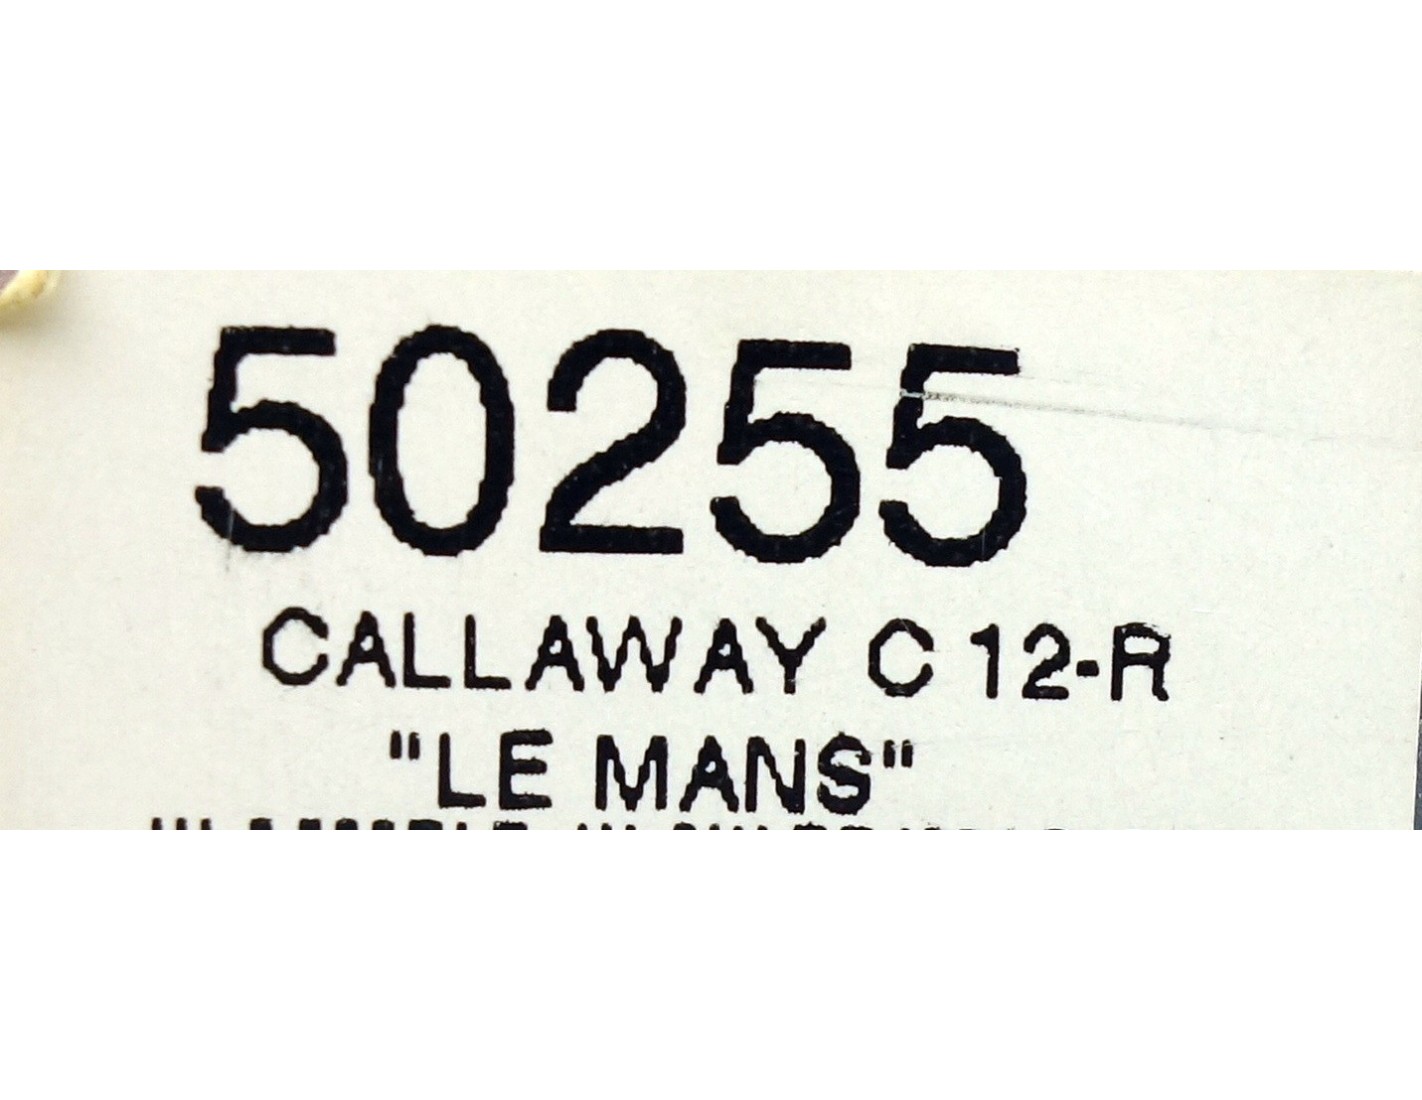 50255
CALLAWAY C 12-R
"LE MANS"